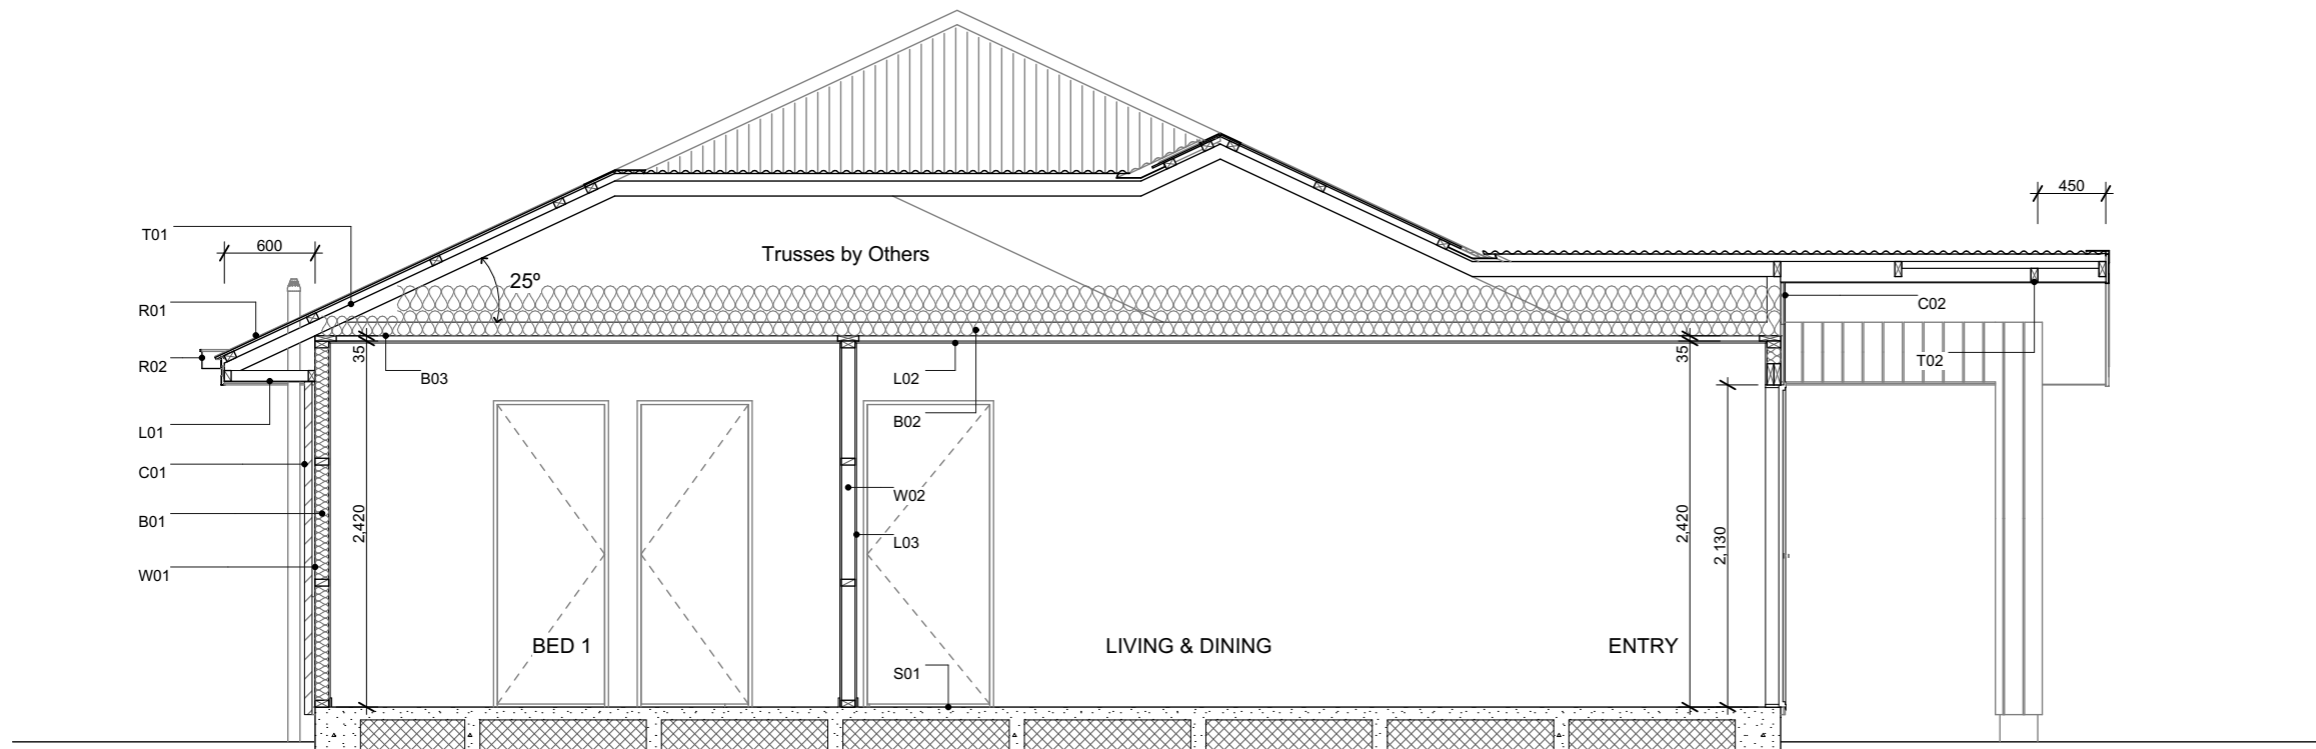 450
T01
600
Trusses by Others
25º
R01
C02
R02
35
B03
L02
35
T02
L01
B02
C01
W02
B01
2,420
2,420
2,130
L03
W01
BED 1
LIVING & DINING
ENTRY
S01